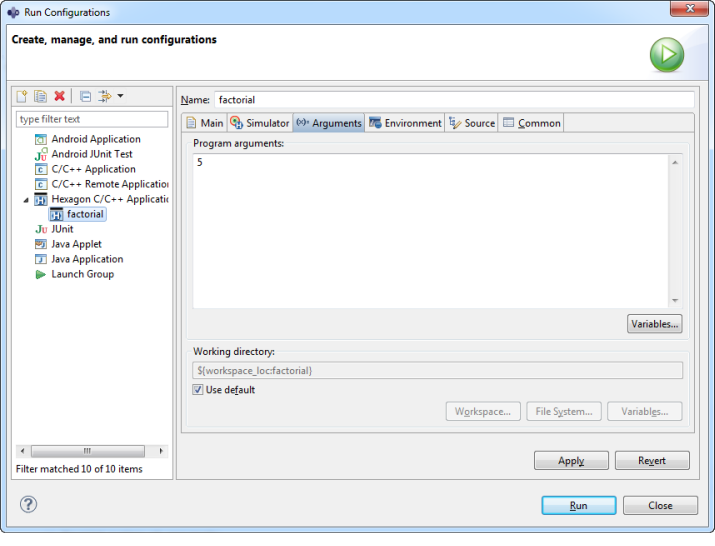 Run Configurations
Create, manage, and run configurations
type filter text
Android Application
Android JUnit Test
C/C++ Application
C/C++ Remote Application
Hexagon C/C++ Applicatio
factorial
JUnit
Java Applet
Java Application
Launch Group
Filter matched 10 of 10 items
Name: factorial
Main Simulator (x)= Arguments Environment Source Common
Program arguments:
5
Variables...
Working directory:
${workspace_loc:factorial}
Use default
Workspace... File System... Variables...
Apply Revert
Run Close